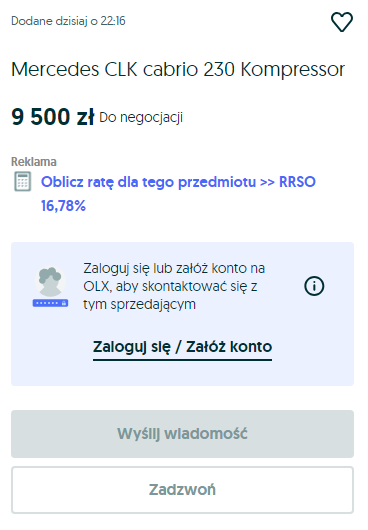 Dodane dzisiaj o 22:16
Mercedes CLK cabrio 230 Kompressor
9 500 zł Do negocjacji
Reklama
Oblicz ratę dla tego przedmiotu >> RRSO
16,78%
Zaloguj się lub załóż konto na
OLX, aby skontaktować się z
tym sprzedającym
Zaloguj się / Załóż konto
Wyślij wiadomość
Zadzwoń